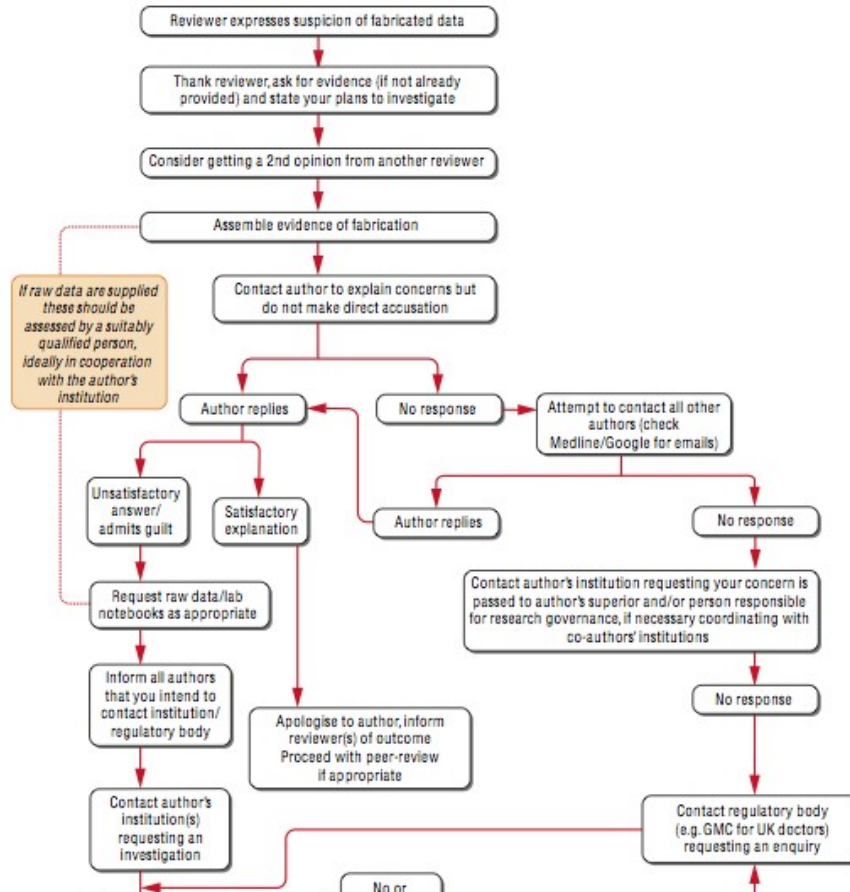 Reviewer expresses suspicion of fabricated data
Thank reviewer, ask for evidence (if not already
provided) and state your plans to investigate
Consider getting a 2nd opinion from another reviewer
Assemble evidence of fabrication
If raw data are supplied
these should be
assessed by a suitably
qualified person,
ideally in cooperation
with the author's
institution
Contact author to explain concerns but
do not make direct accusation
Author replies
No response
Attempt to contact all other
authors (check
Medline/Google for emails)
Unsatisfactory
answer/
admits guilt
Satisfactory
explanation
Author replies
No response
Request raw data/lab
notebooks as appropriate
Contact author's institution requesting your concern is
passed to author's superior and/or person responsible
for research governance, if necessary coordinating with
co-authors' institutions
Inform all authors
that you intend to
contact institution/
regulatory body
No response
Apologise to author, inform
reviewer(s) of outcome
Proceed with peer-review
if appropriate
Contact author's
institution(s)
requesting an
investigation
Contact regulatory body
(e.g. GMC for UK doctors)
requesting an enquiry
No or